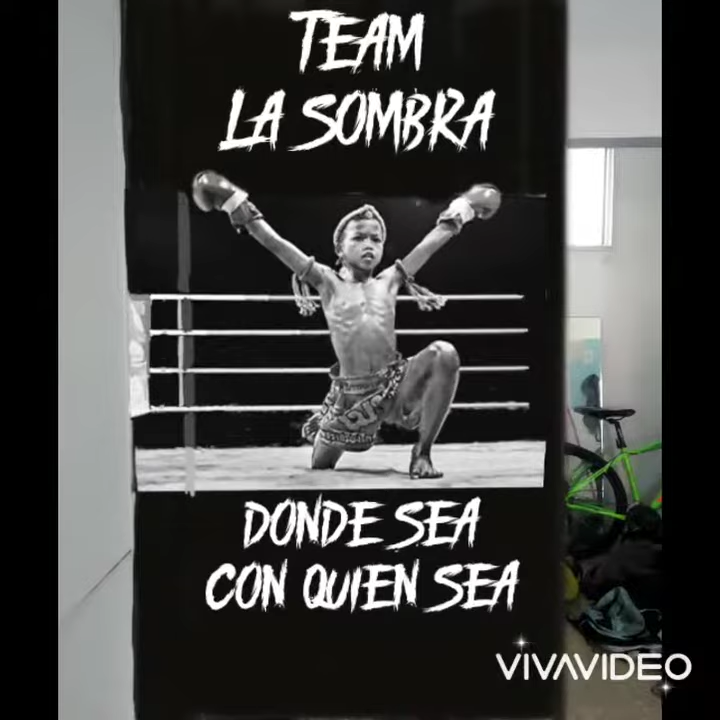 TEAM
LA SOMBRA
DONDE SEA
CON QUIEN SEA
VIVAVIDEO